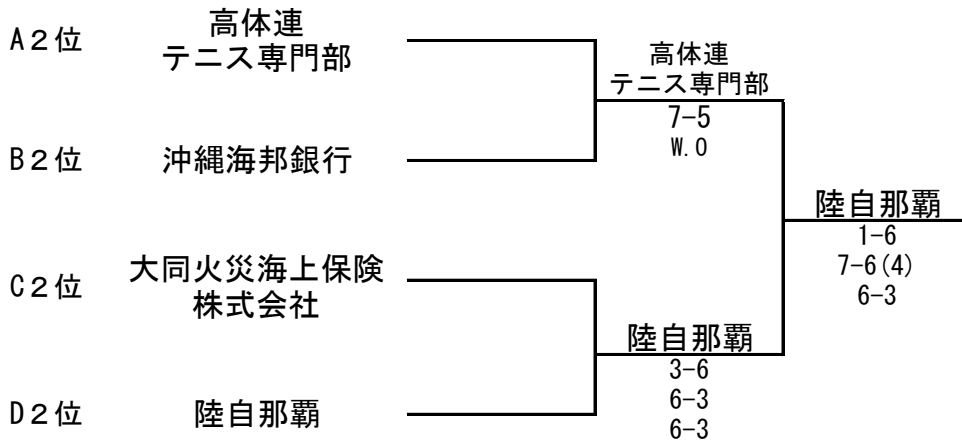 A2位
高体連
テニス専門部
B2位
沖縄海邦銀行
C2位
大同火災海上保険
株式会社
D2位
陸自那覇
高体連
テニス専門部
7-5
W.O
陸自那覇
3-6
6-3
6-3
陸自那覇
1-6
7-6(4)
6-3